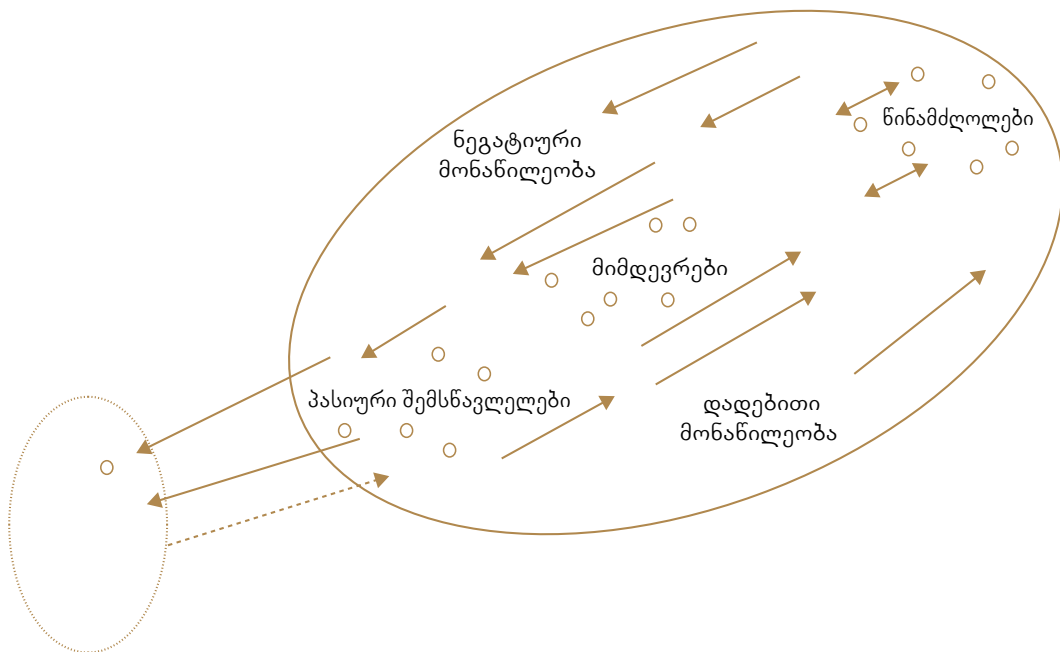 წინამძღოლები
ნეგატიური
მონაწილეობა
მიმდევრები
პასიური შემსწავლელები
დადებითი
მონაწილეობა